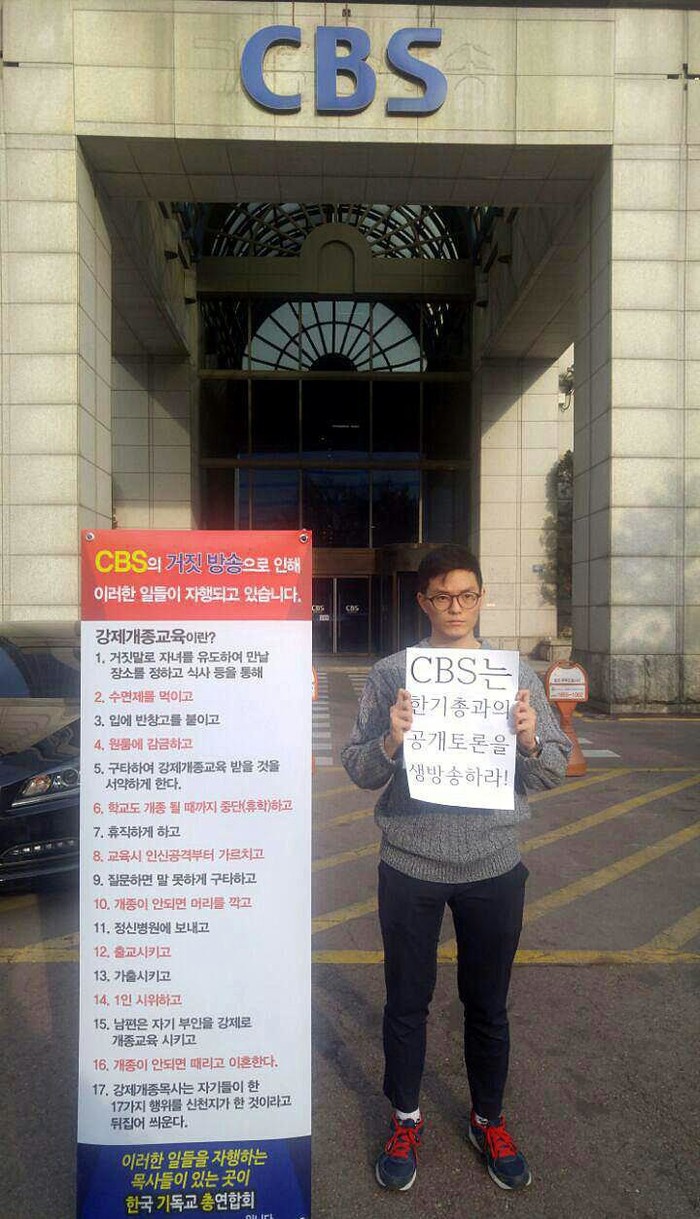 CBS
CBS의 거짓 방송으로 인해
이러한 일들이 자행되고 있습니다.
강제개종교육이란?
1. 거짓말로 자녀를 유도하여 만날
장소를 정하고 식사 등을 통해
2. 수면제를 먹이고
3. 입에 반창고를 붙이고
4. 원룸에 감금하고
5. 구타하여 강제개종교육 받을 것을
서약하게 한다.
6. 학교도 개종 될 때까지 중단(휴학)하고
7. 휴직하게 하고
8. 교육시 인신공격부터 가르치고
9. 질문하면 말 못하게 구타하고
10. 개종이 안되면 머리를 깍고
11. 정신병원에 보내고
12. 출교시키고
13. 가출시키고
14. 1인 시위하고
15. 남편은 자기 부인을 강제로
개종교육 시키고
16. 개종이 안되면 때리고 이혼한다.
17. 강제개종목사는 자기들이 한
17가지 행위를 신천지가 한 것이라고
뒤집어 씌운다.
이러한 일들을 자행하는
목사들이 있는 곳이
한국 기독교 총연합회
입니다.
CBS는
한기총과의
공개토론을
생방송하라!
CBS
CBS